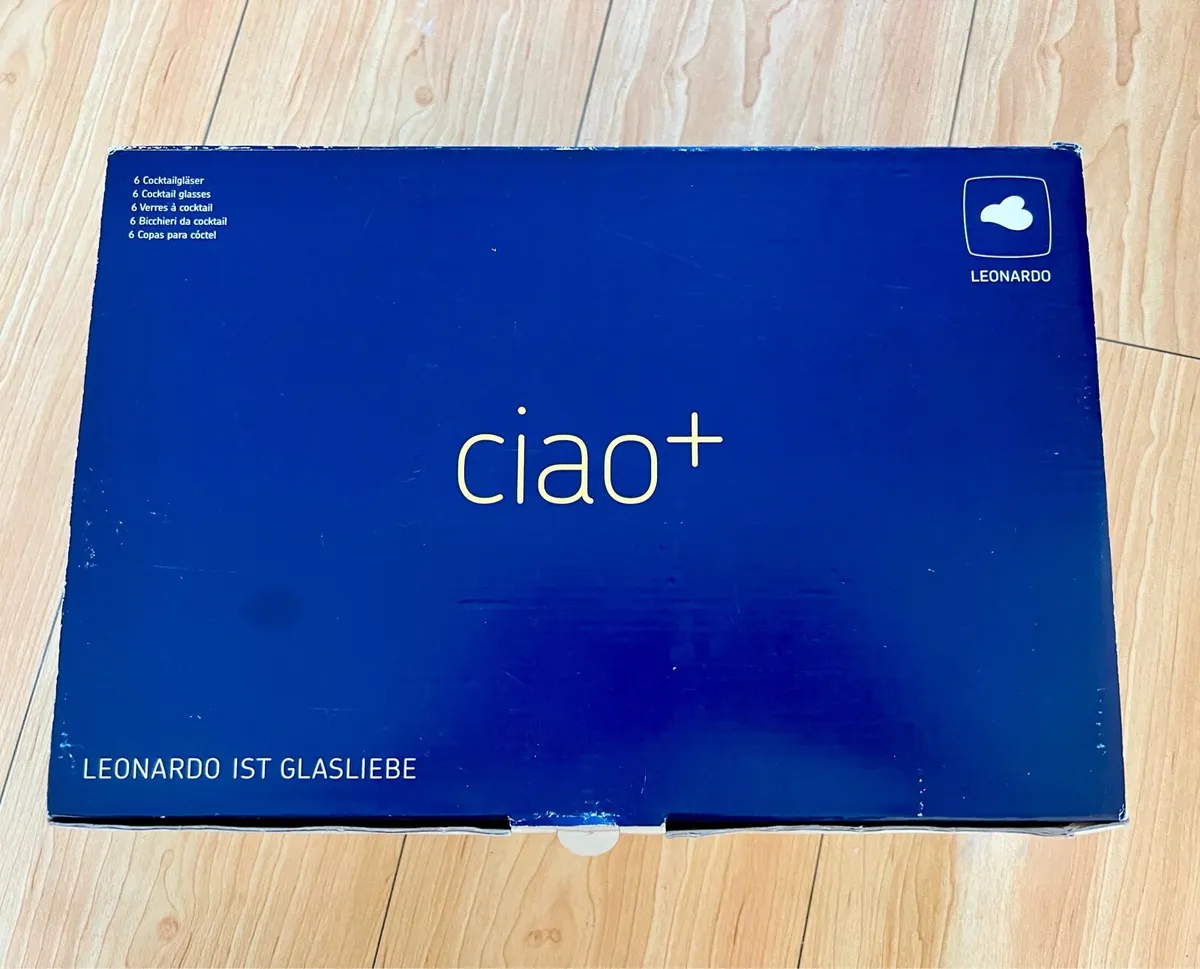 6 Cocktailgläser
6 Cocktail glasses
6 Verres à cocktail
6 Bicchieri da cocktail
6 Copas para cóctel
LEONARDO
ciao+
LEONARDO IST GLASLIEBE